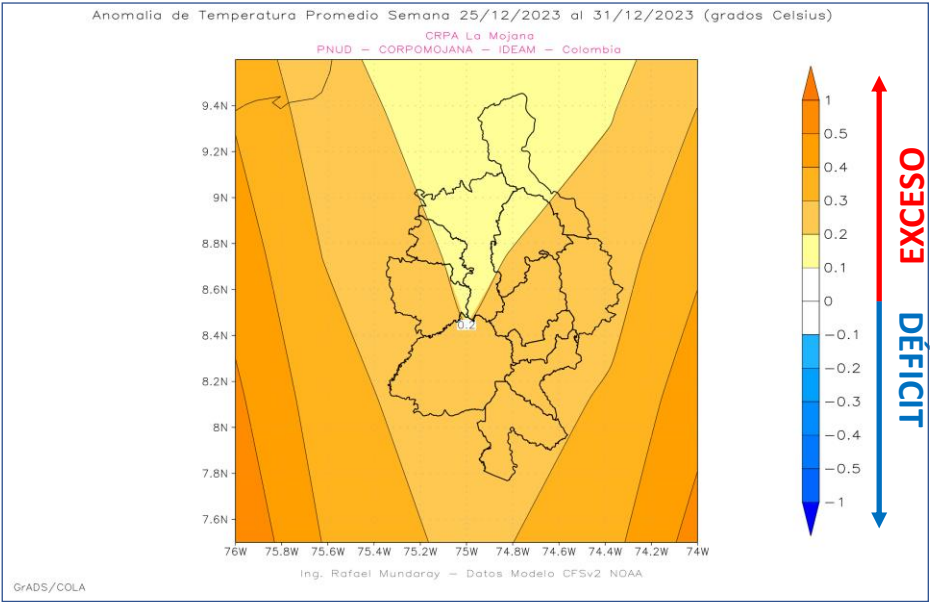 Anomalia de Temperatura Promedio Semana 25/12/2023 al 31/12/2023 (grados Celsius)
CRPA La Mojana
PNUD – CORPOMOJANA – IDEAM – Colombia
9.4N
9.2N
9N
8.8N
8.6N
8.4N
8.2N
8N
7.8N
7.6N
76W 75.8W 75.6W 75.4W 75.2W 75W 74.8W 74.6W 74.4W 74.2W 74W
0.2
1
0.5
0.4
0.3
0.2
0.1
0
−0.1
−0.2
−0.3
−0.4
−0.5
−1
EXCESO
DÉFICIT
Ing. Rafael Mundaray – Datos Modelo CFSv2 NOAA
GrADS/COLA